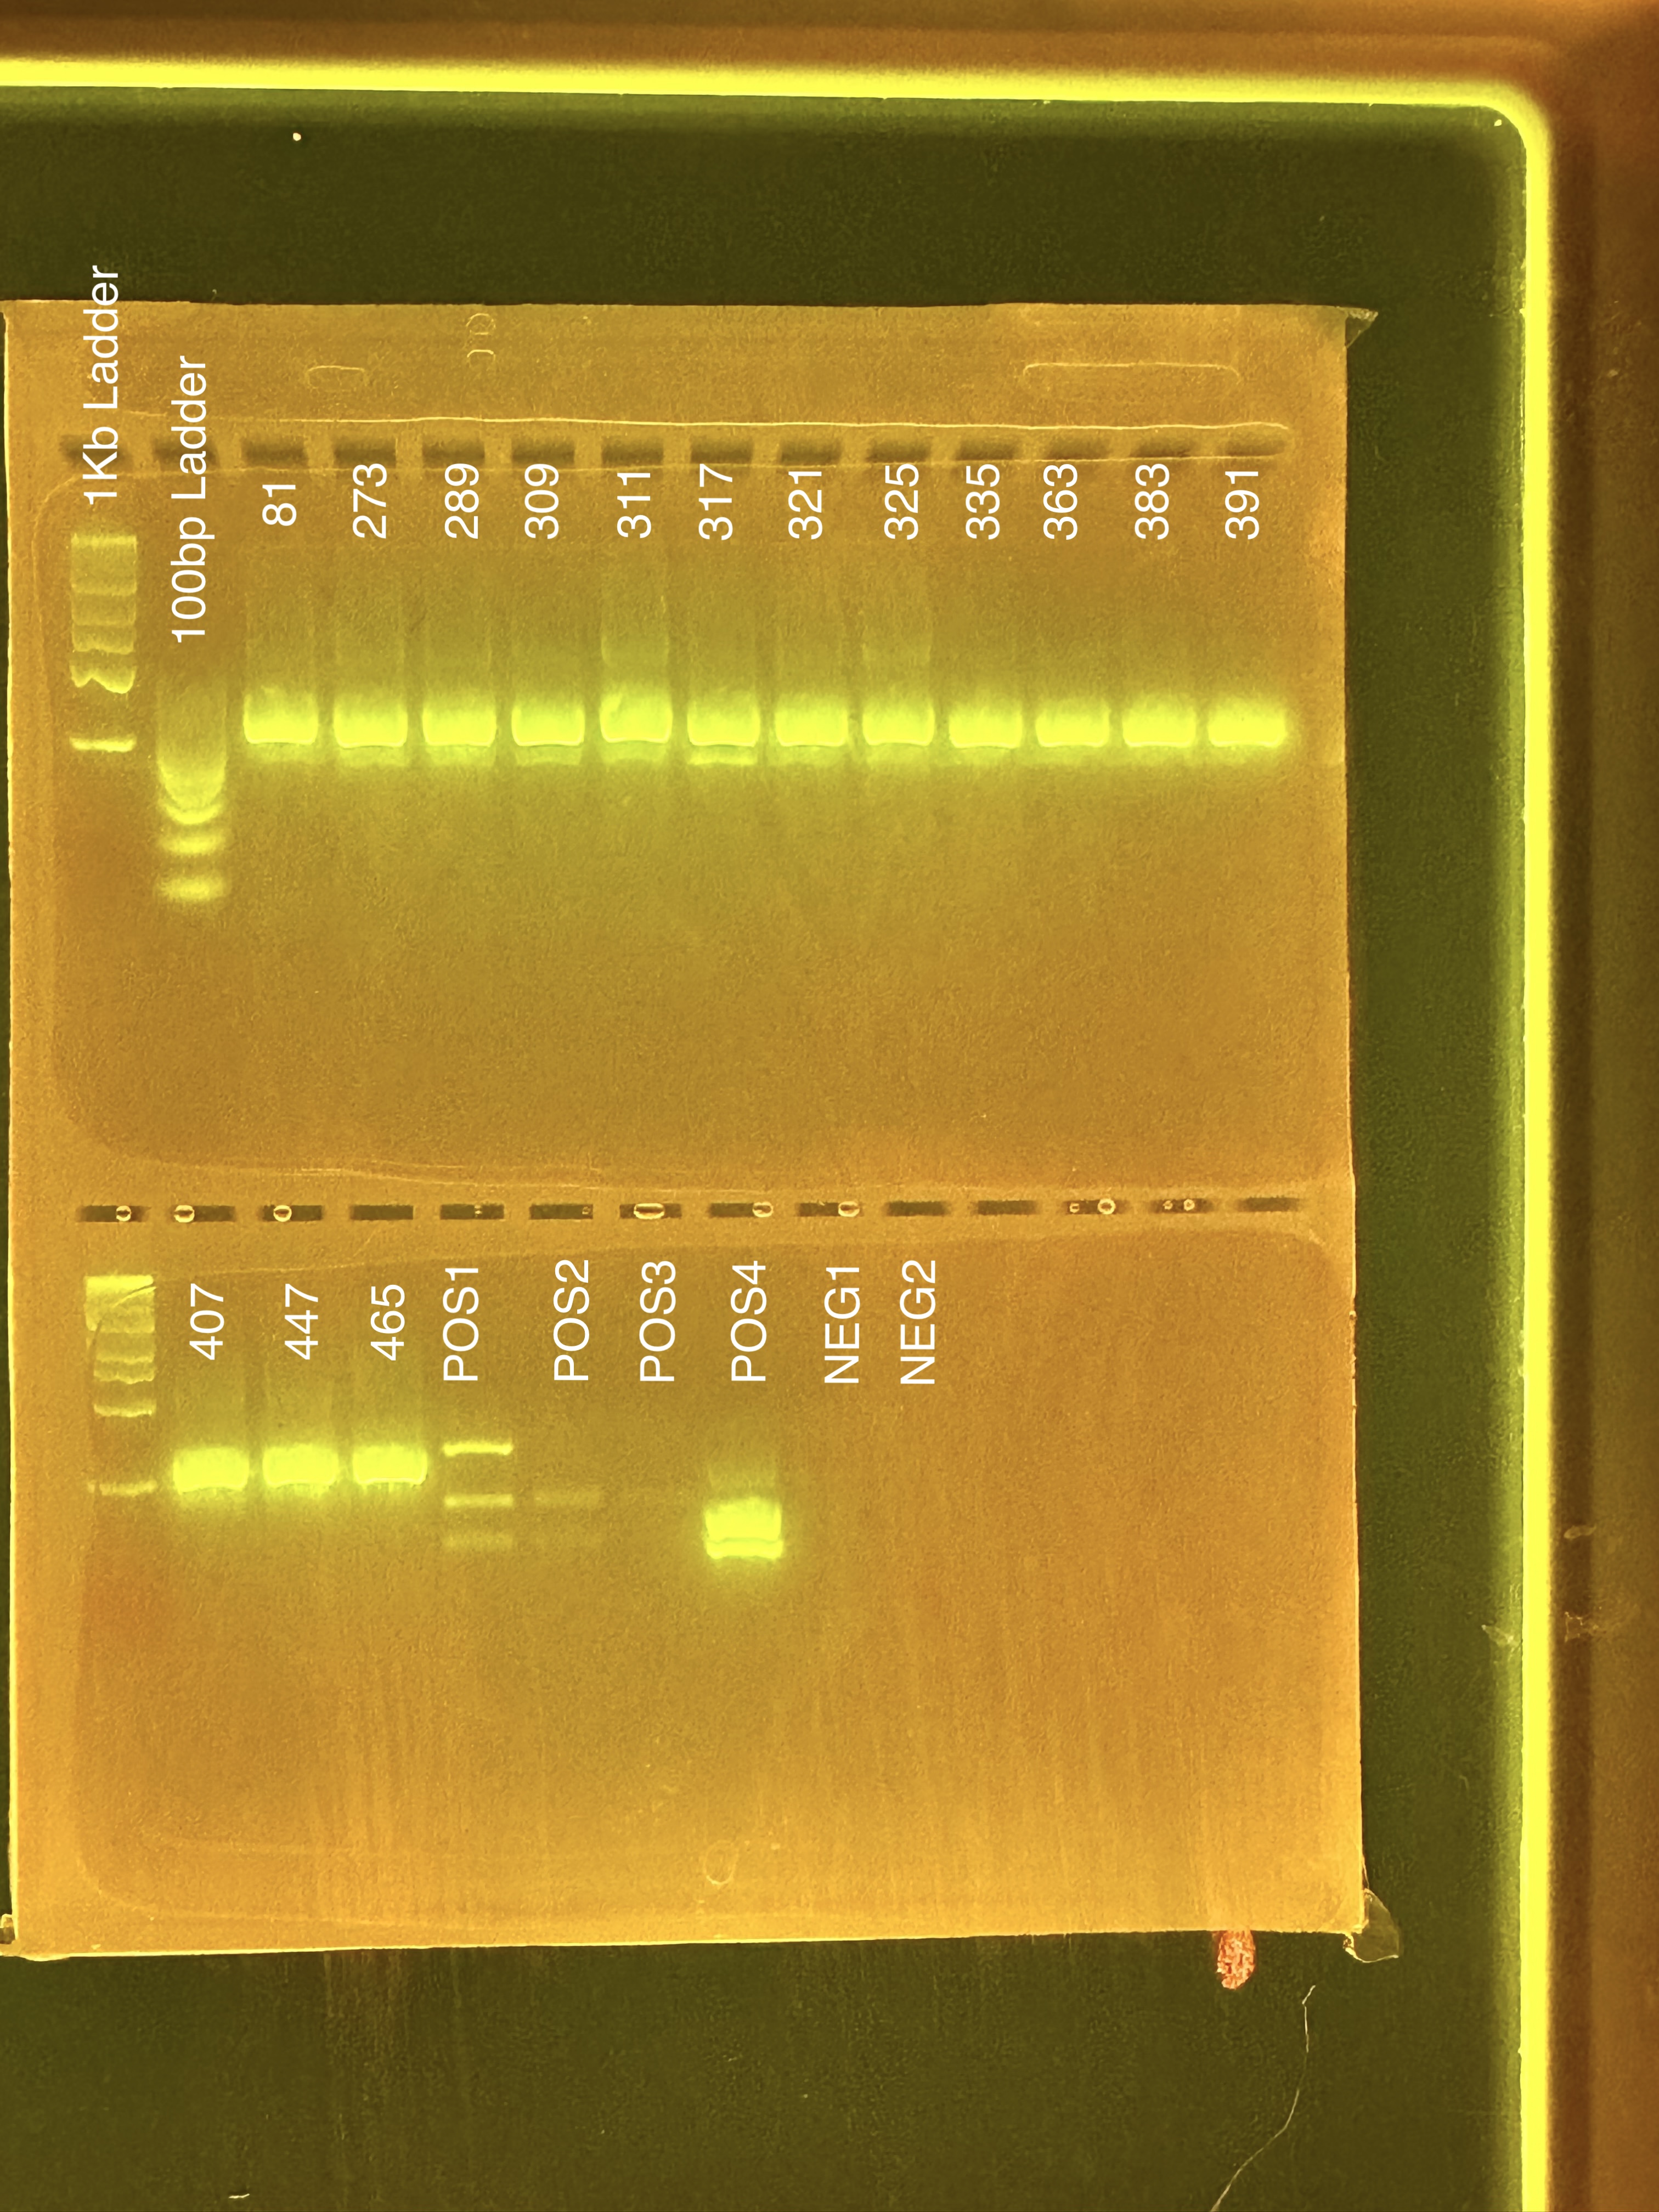 1Kb Ladder
100bp Ladder
81
273
289
309
311
317
321
325
335
363
383
391
407
447
465
POS1
POS2
POS3
POS4
NEG1
NEG2